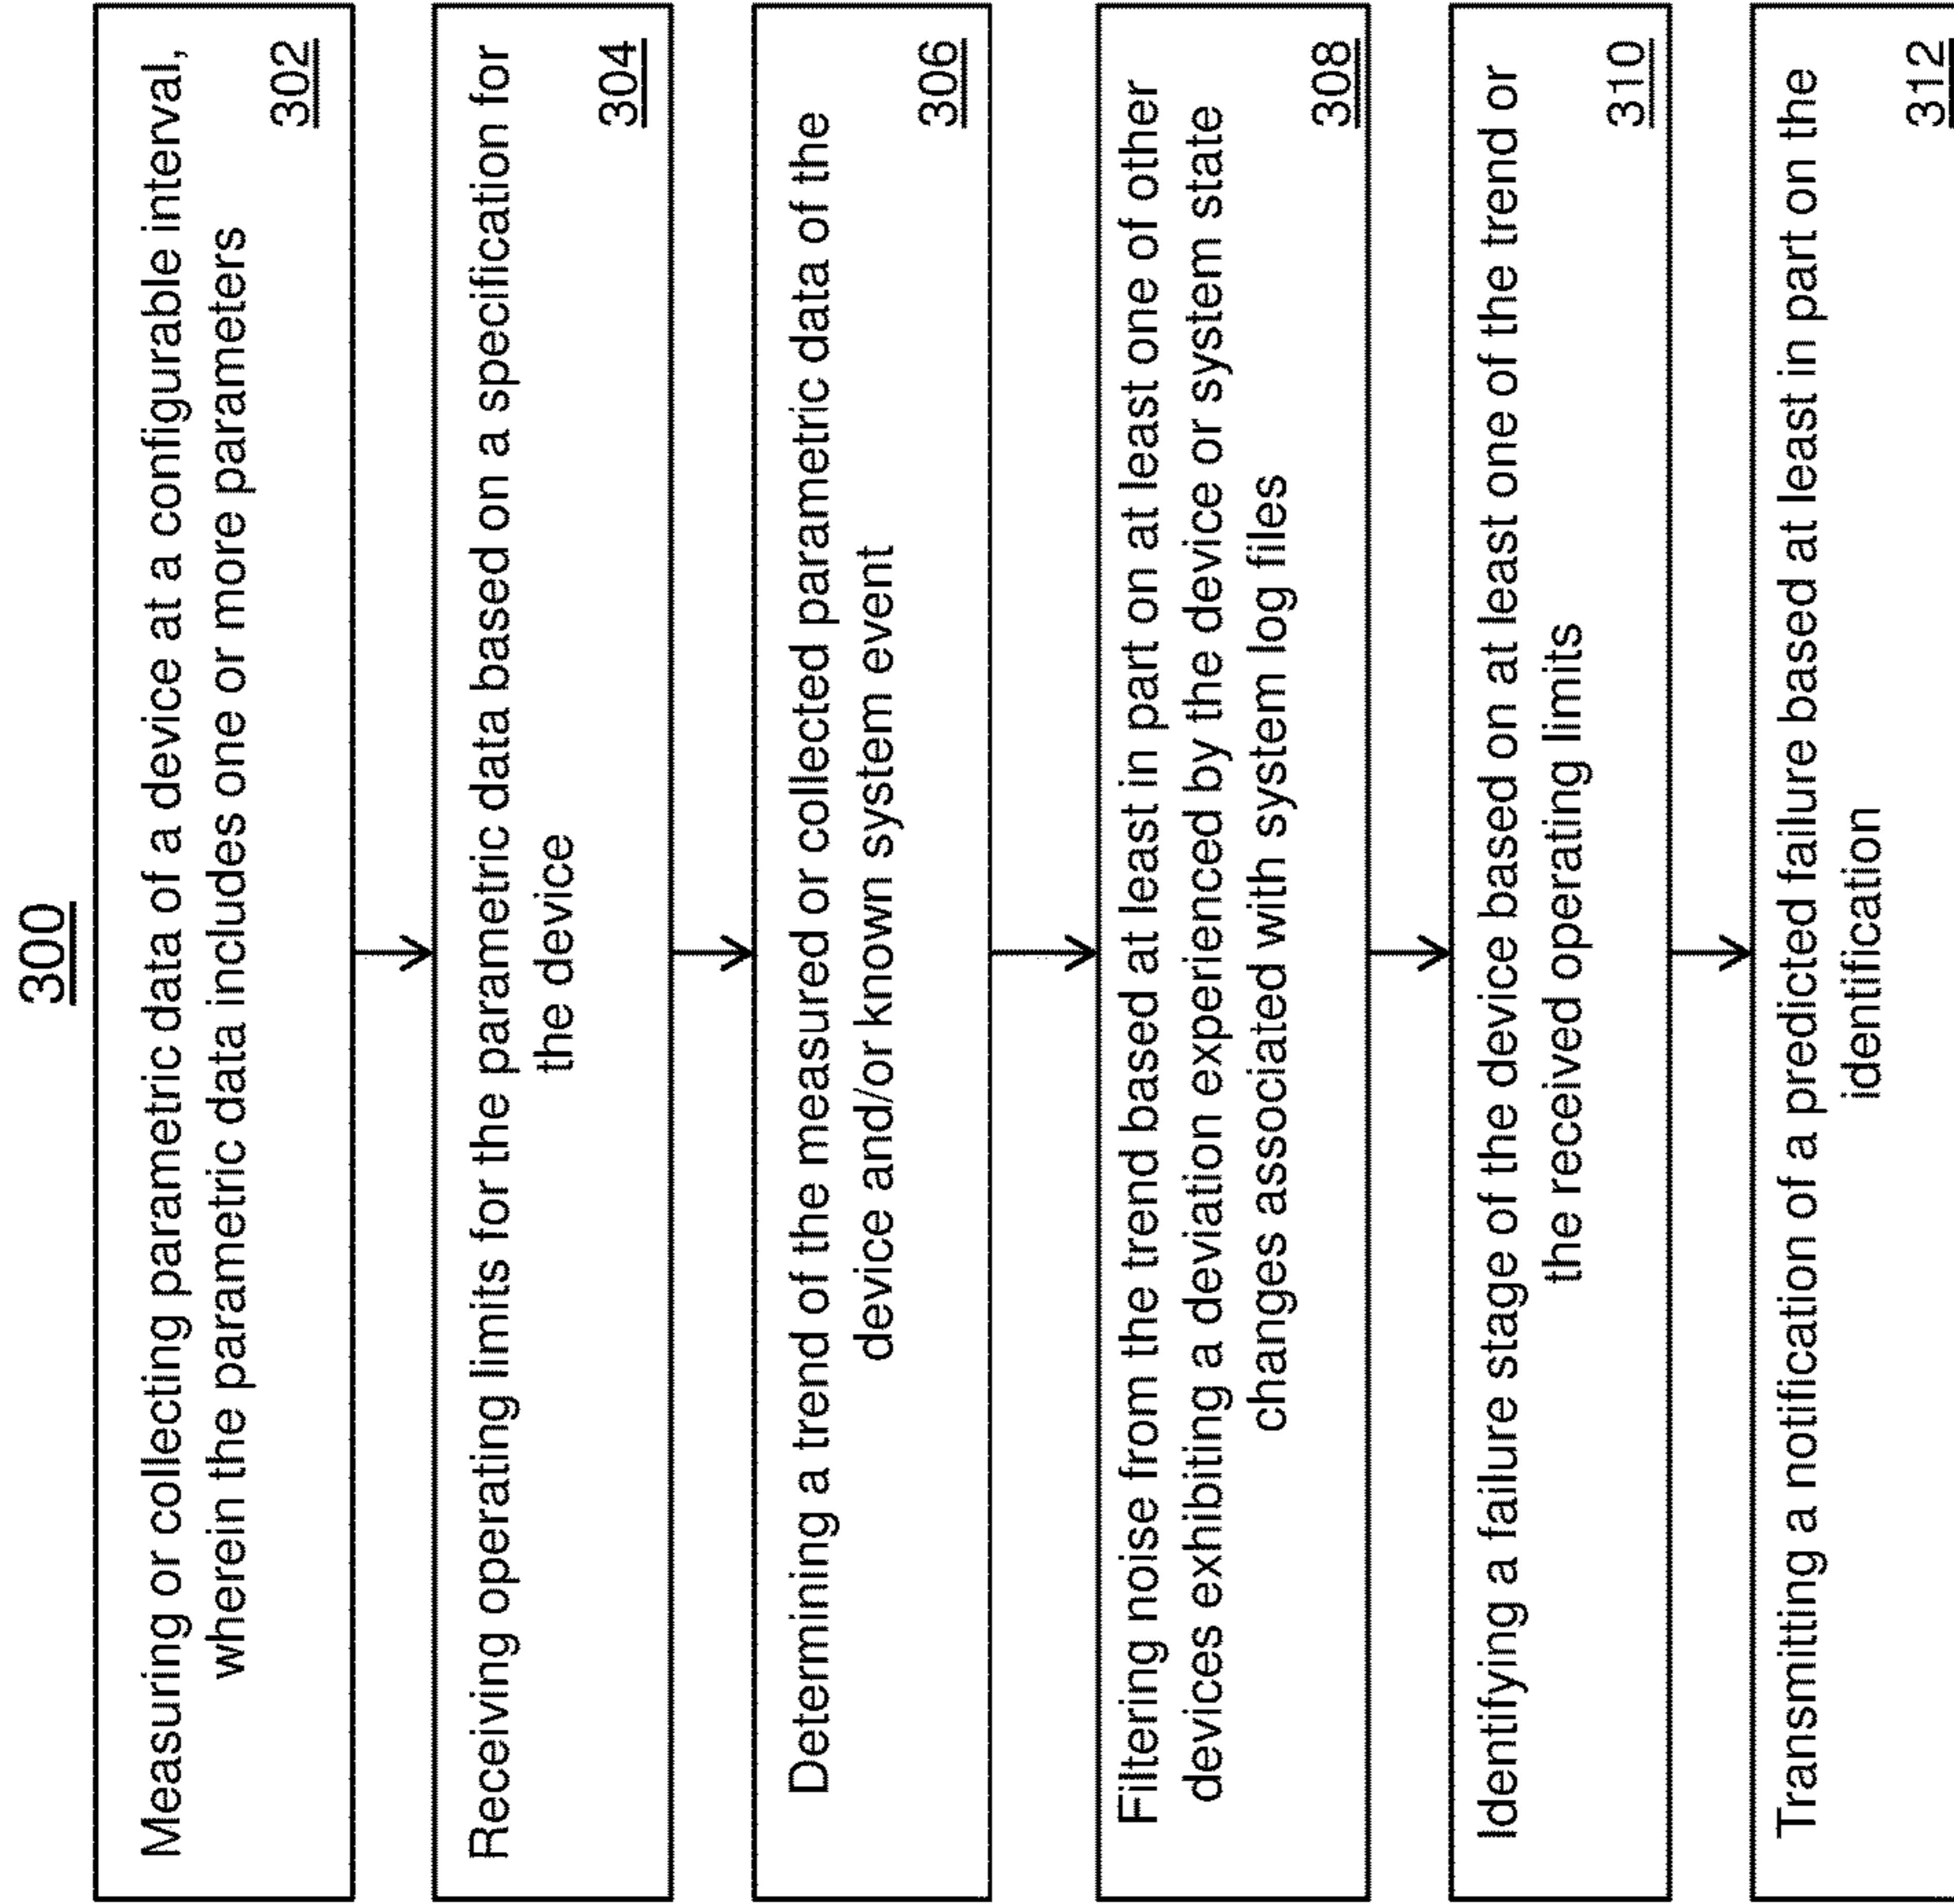 300
Measuring or collecting parametric data of a device at a configurable interval,
wherein the parametric data includes one or more parameters
302
Receiving operating limits for the parametric data based on a specification for
the device
304
Determining a trend of the measured or collected parametric data of the
device and/or known system event
306
Filtering noise from the trend based at least in part on at least one of other
devices exhibiting a deviation experienced by the device or system state
changes associated with system log files
308
Identifying a failure stage of the device based on at least one of the trend or
the received operating limits
310
Transmitting a notification of a predicted failure based at least in part on the
identification
312